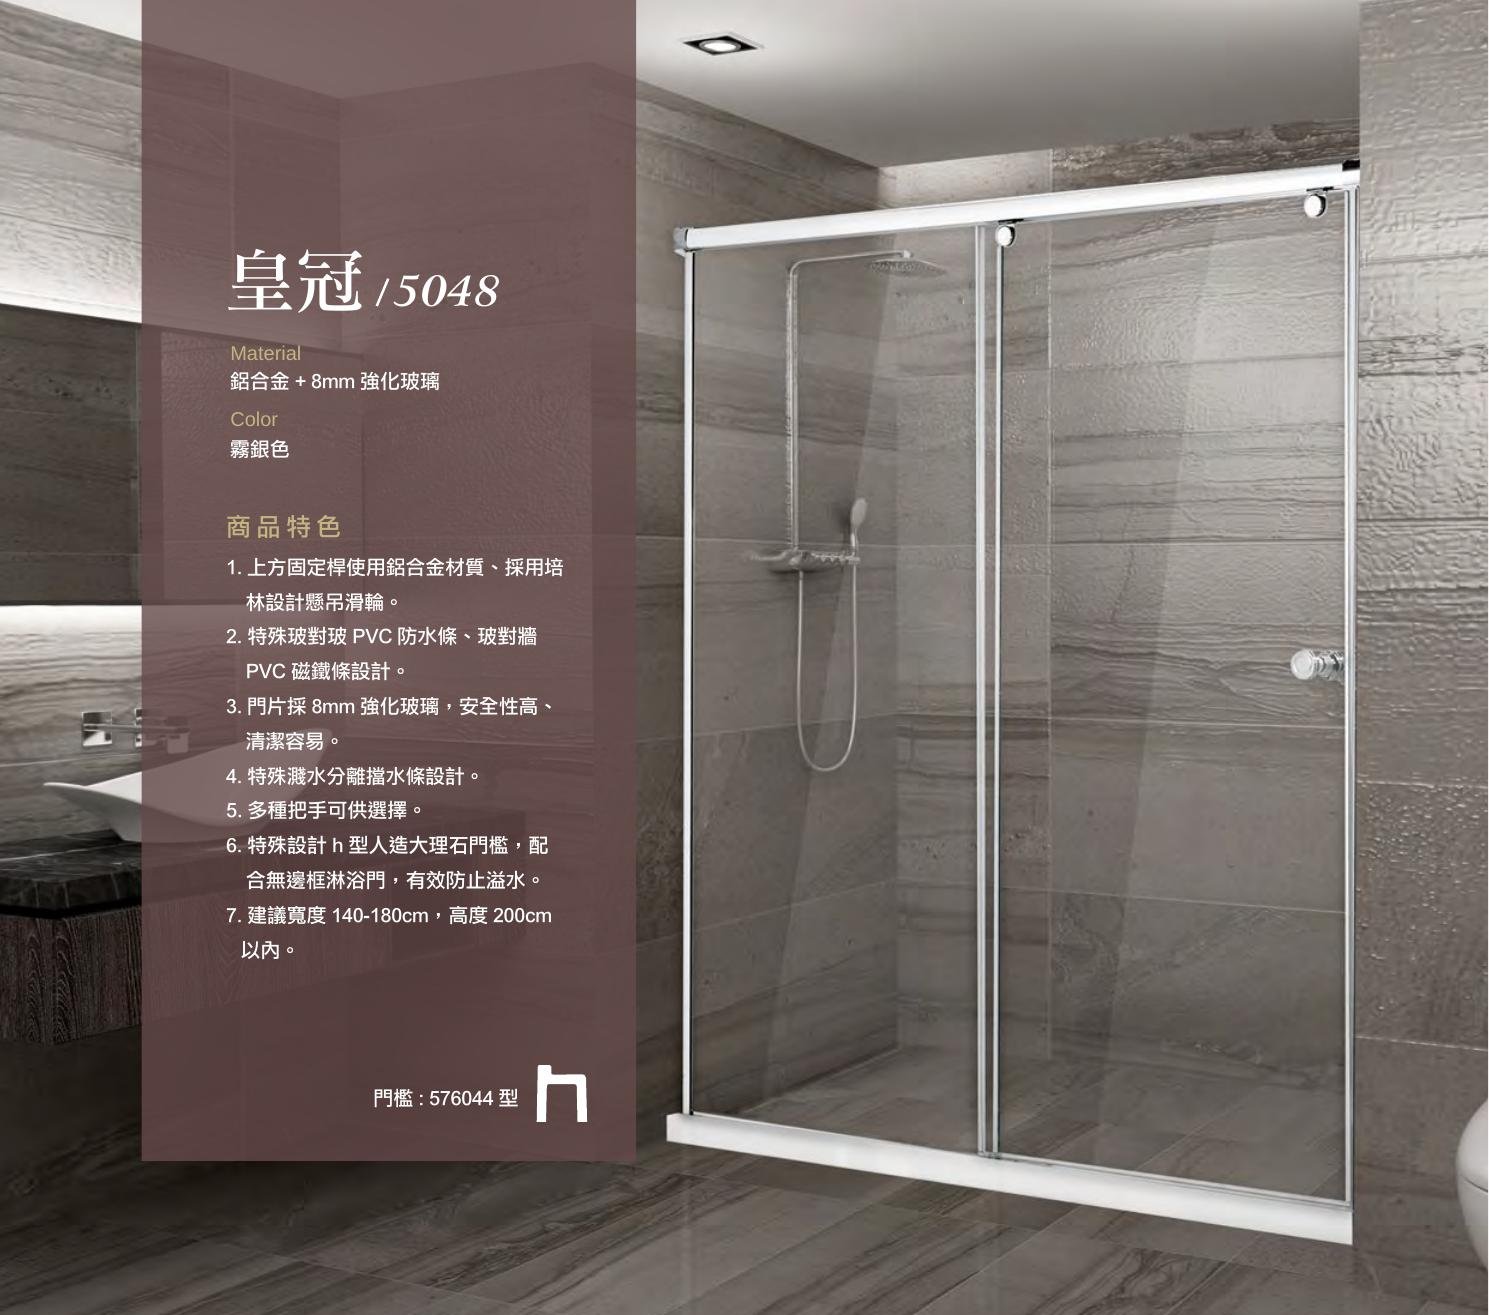 皇冠 /5048
Material
鋁合金 + 8mm 強化玻璃
Color
霧銀色
商品特色
1. 上方固定桿使用鋁合金材質、採用培
林設計懸吊滑輪。
2. 特殊玻對玻 PVC 防水條、玻對牆
PVC 磁鐵條設計。
3. 門片採 8mm 強化玻璃，安全性高、
清潔容易。
4. 特殊濺水分離擋水條設計。
5. 多種把手可供選擇。
6. 特殊設計 h 型人造大理石門檻，配
合無邊框淋浴門，有效防止溢水。
7. 建議寬度 140-180cm，高度 200cm
以內。
門檻 : 576044 型